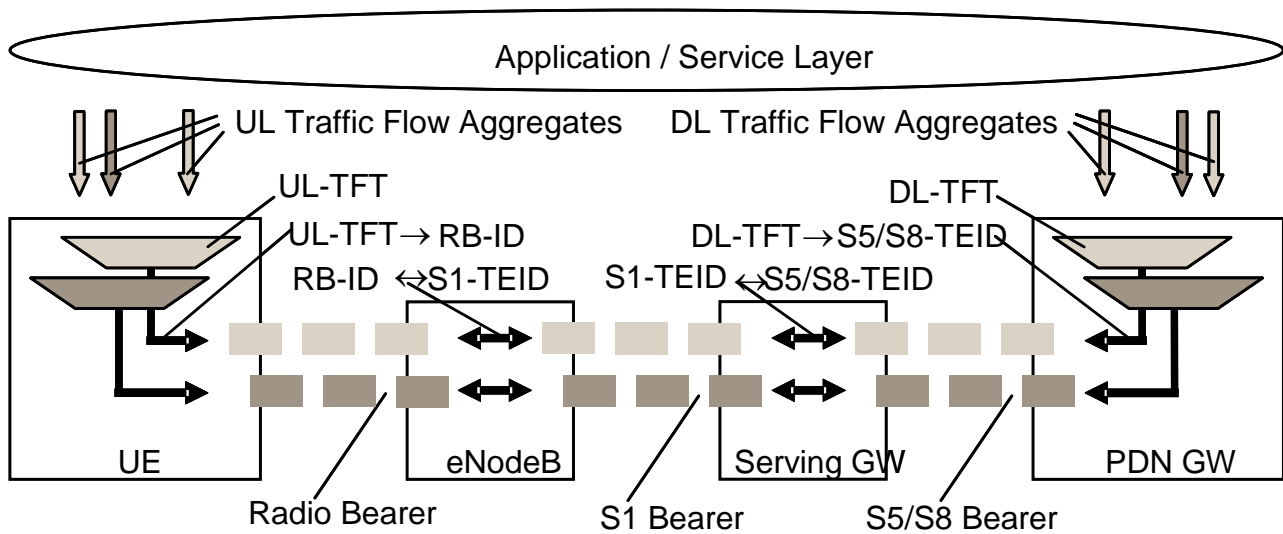 Application / Service Layer
UL Traffic Flow Aggregates
DL Traffic Flow Aggregates
UL-TFT
DL-TFT
UL-TFT→ RB-ID
DL-TFT→S5/S8-TEID
RB-ID ↔S1-TEID
S1-TEID ↔S5/S8-TEID
UE
eNodeB
Serving GW
PDN GW
Radio Bearer
S1 Bearer
S5/S8 Bearer